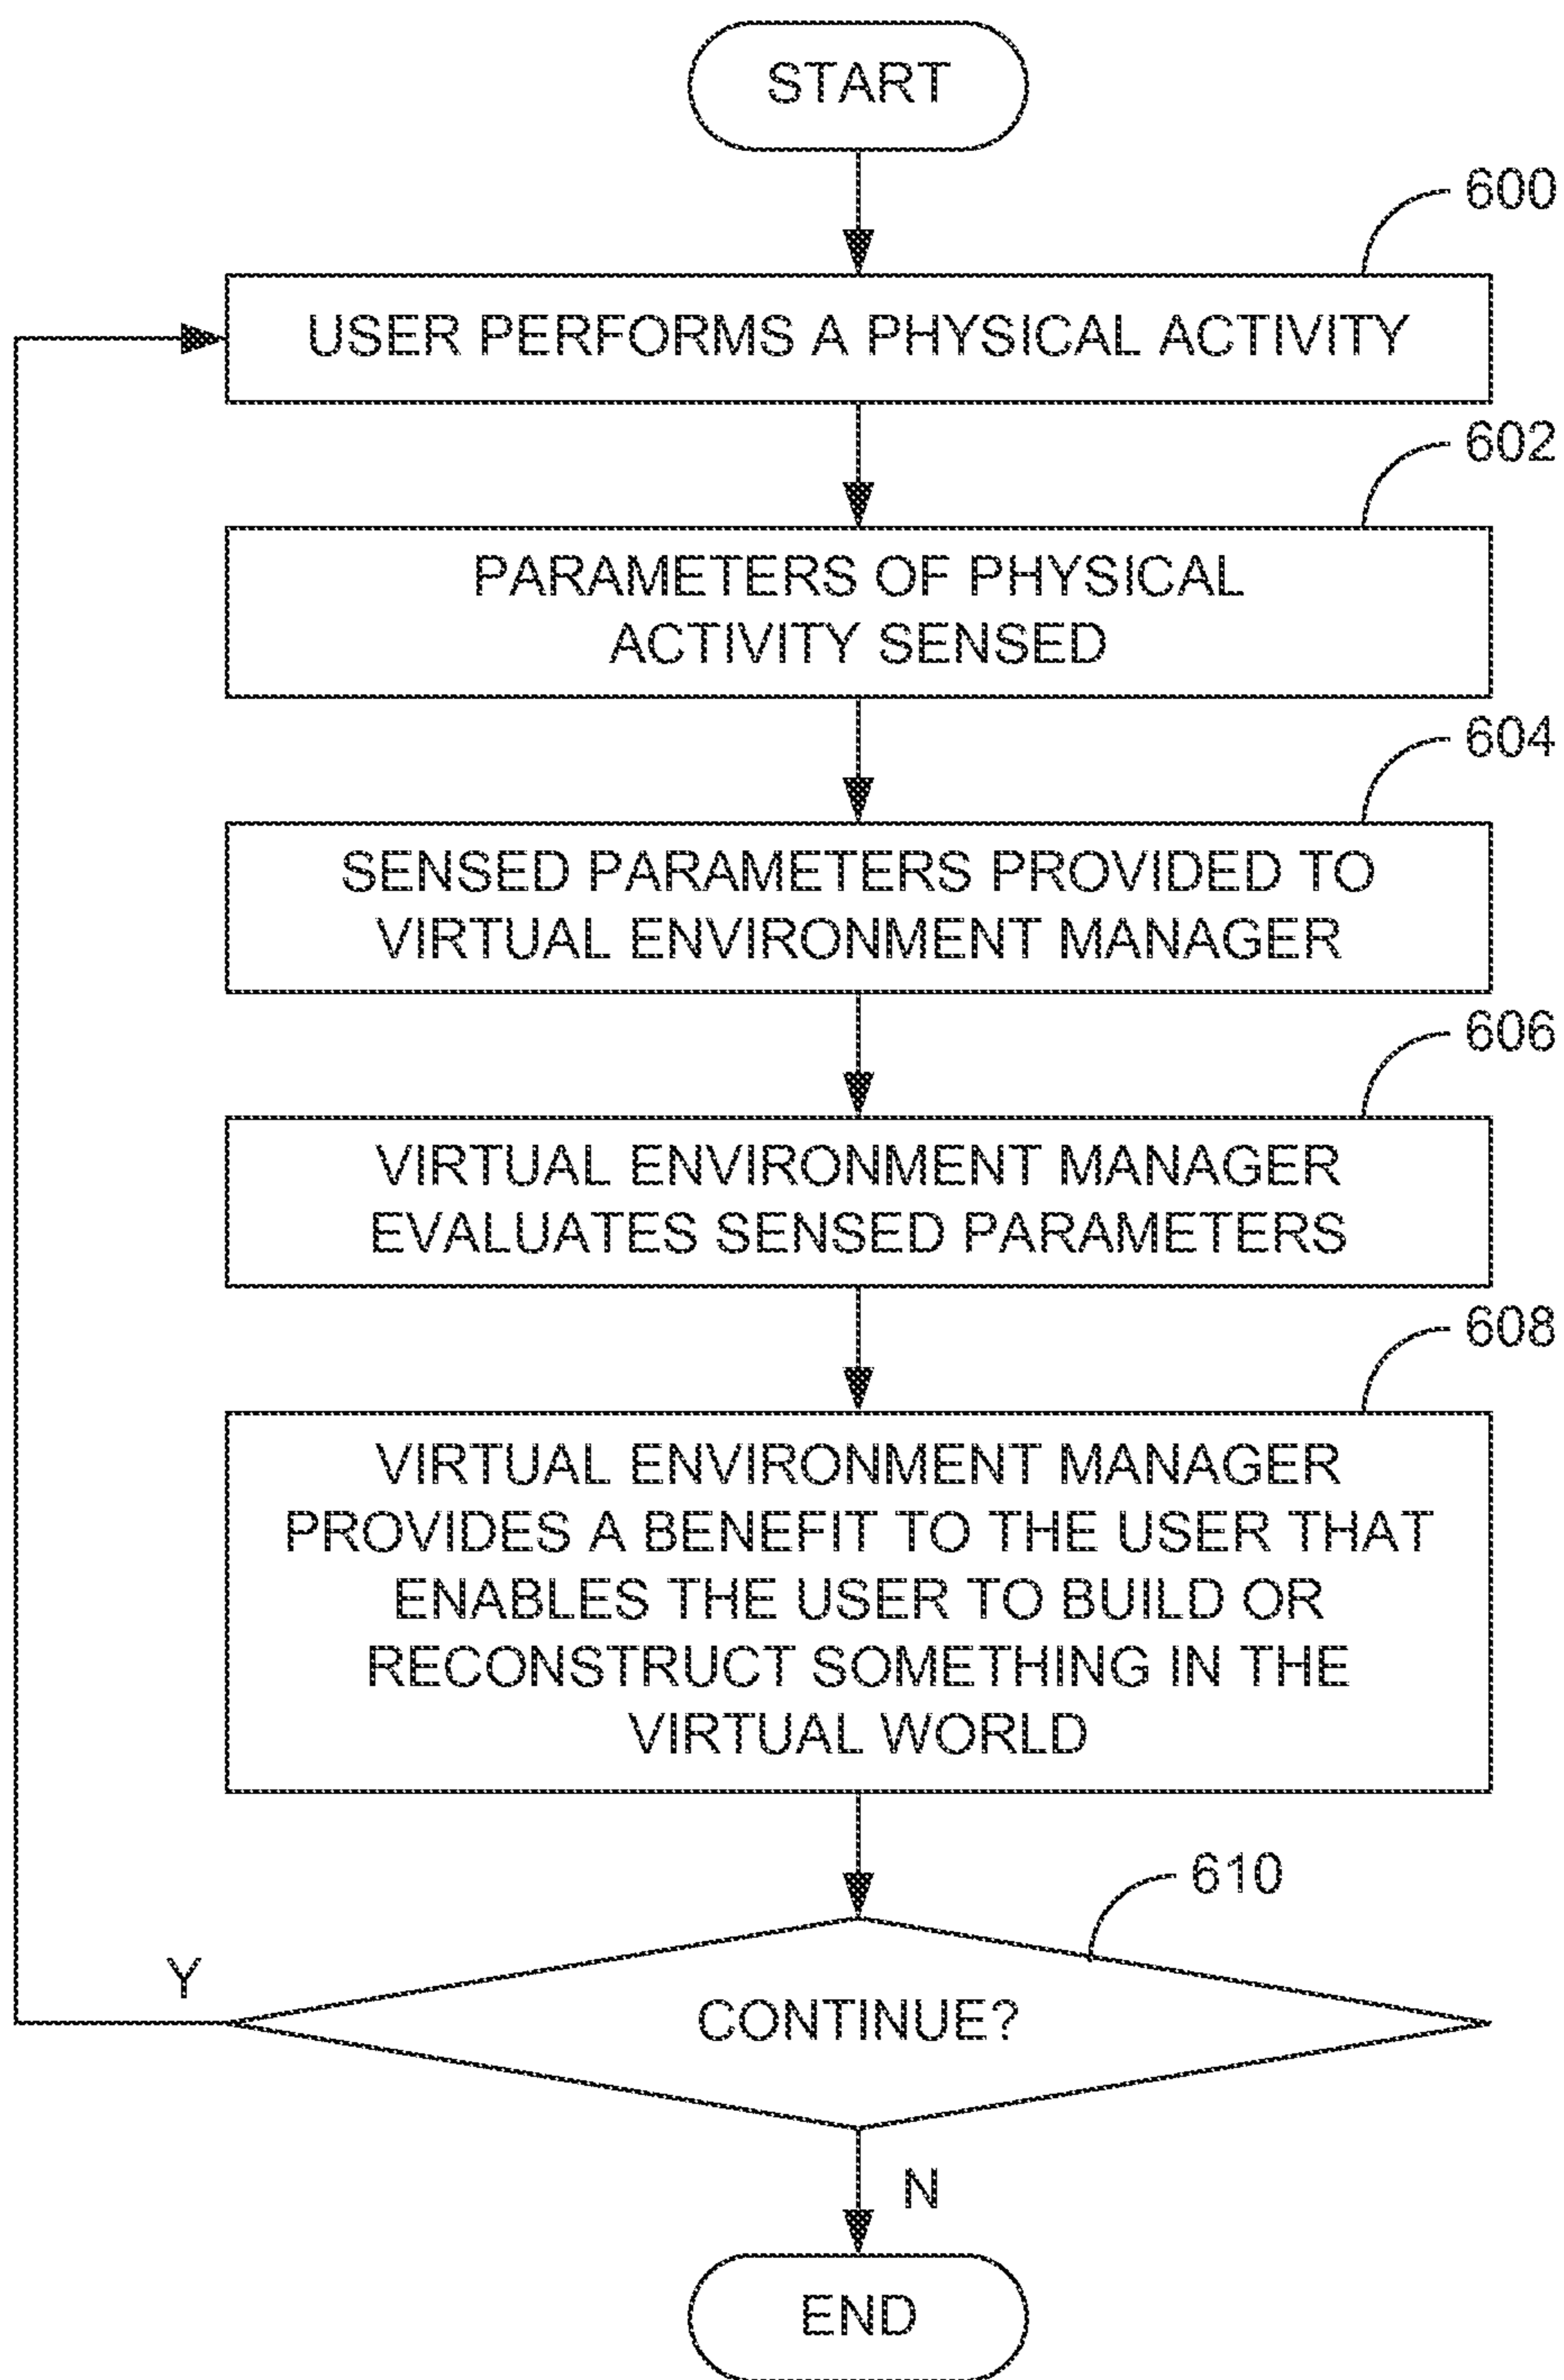 START
600
USER PERFORMS A PHYSICAL ACTIVITY
602
PARAMETERS OF PHYSICAL
ACTIVITY SENSED
604
SENSED PARAMETERS PROVIDED TO
VIRTUAL ENVIRONMENT MANAGER
606
VIRTUAL ENVIRONMENT MANAGER
EVALUATES SENSED PARAMETERS
608
VIRTUAL ENVIRONMENT MANAGER
PROVIDES A BENEFIT TO THE USER THAT
ENABLES THE USER TO BUILD OR
RECONSTRUCT SOMETHING IN THE
VIRTUAL WORLD
610
Y
CONTINUE?
N
END